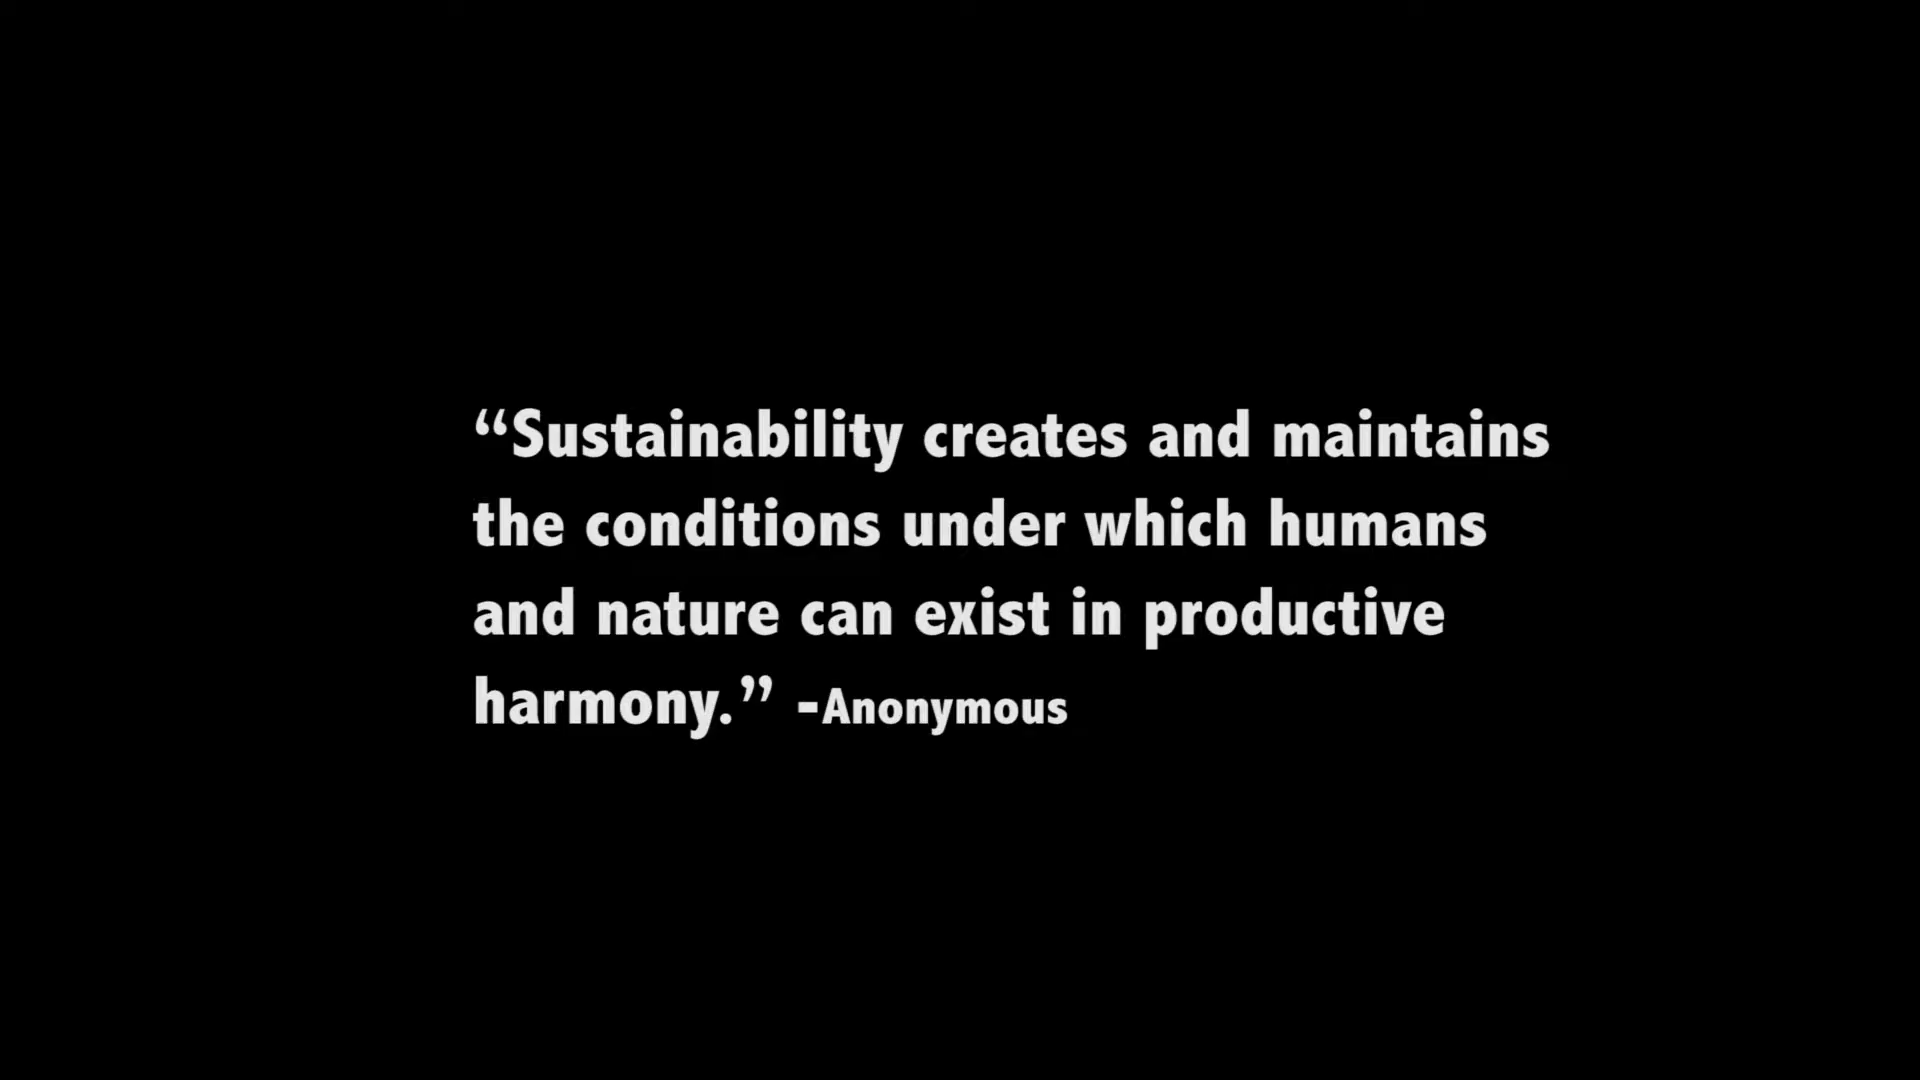 “Sustainability creates and maintains
the conditions under which humans
and nature can exist in productive
harmony.” -Anonymous